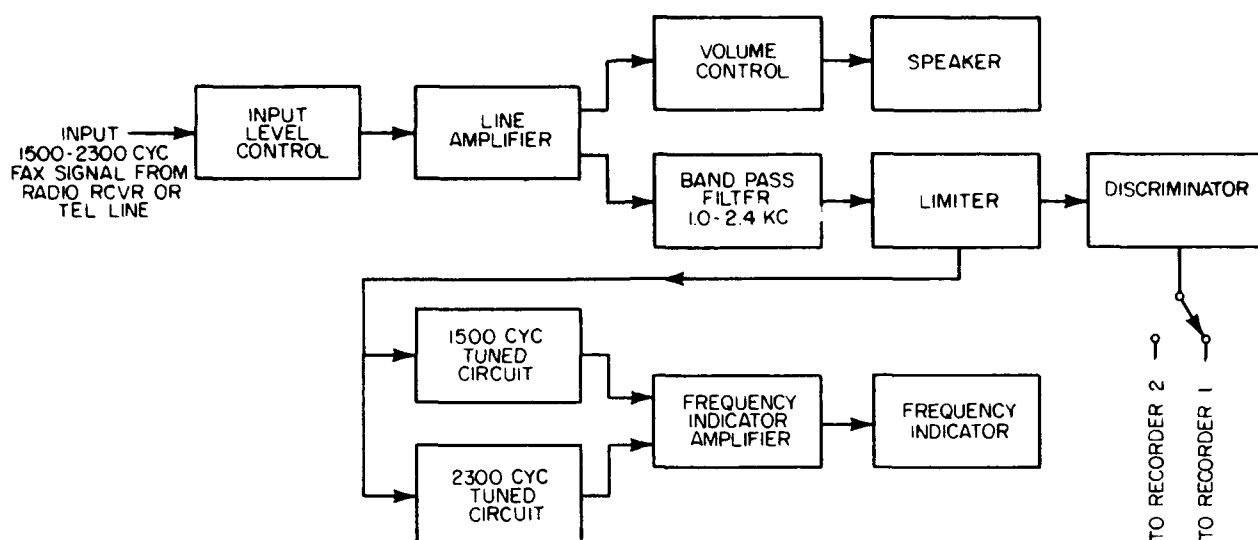 INPUT
1500-2300 CYC
FAX SIGNAL FROM
RADIO RCVR OR
TEL LINE
INPUT
LEVEL
CONTROL
LINE
AMPLIFIER
VOLUME
CONTROL
SPEAKER
BAND PASS
FILTER
1.0-2.4 KC
LIMITER
DISCRIMINATOR
1500 CYC
TUNED
CIRCUIT
2300 CYC
TUNED
CIRCUIT
FREQUENCY
INDICATOR
AMPLIFIER
FREQUENCY
INDICATOR
TO RECORDER 2
TO RECORDER 1